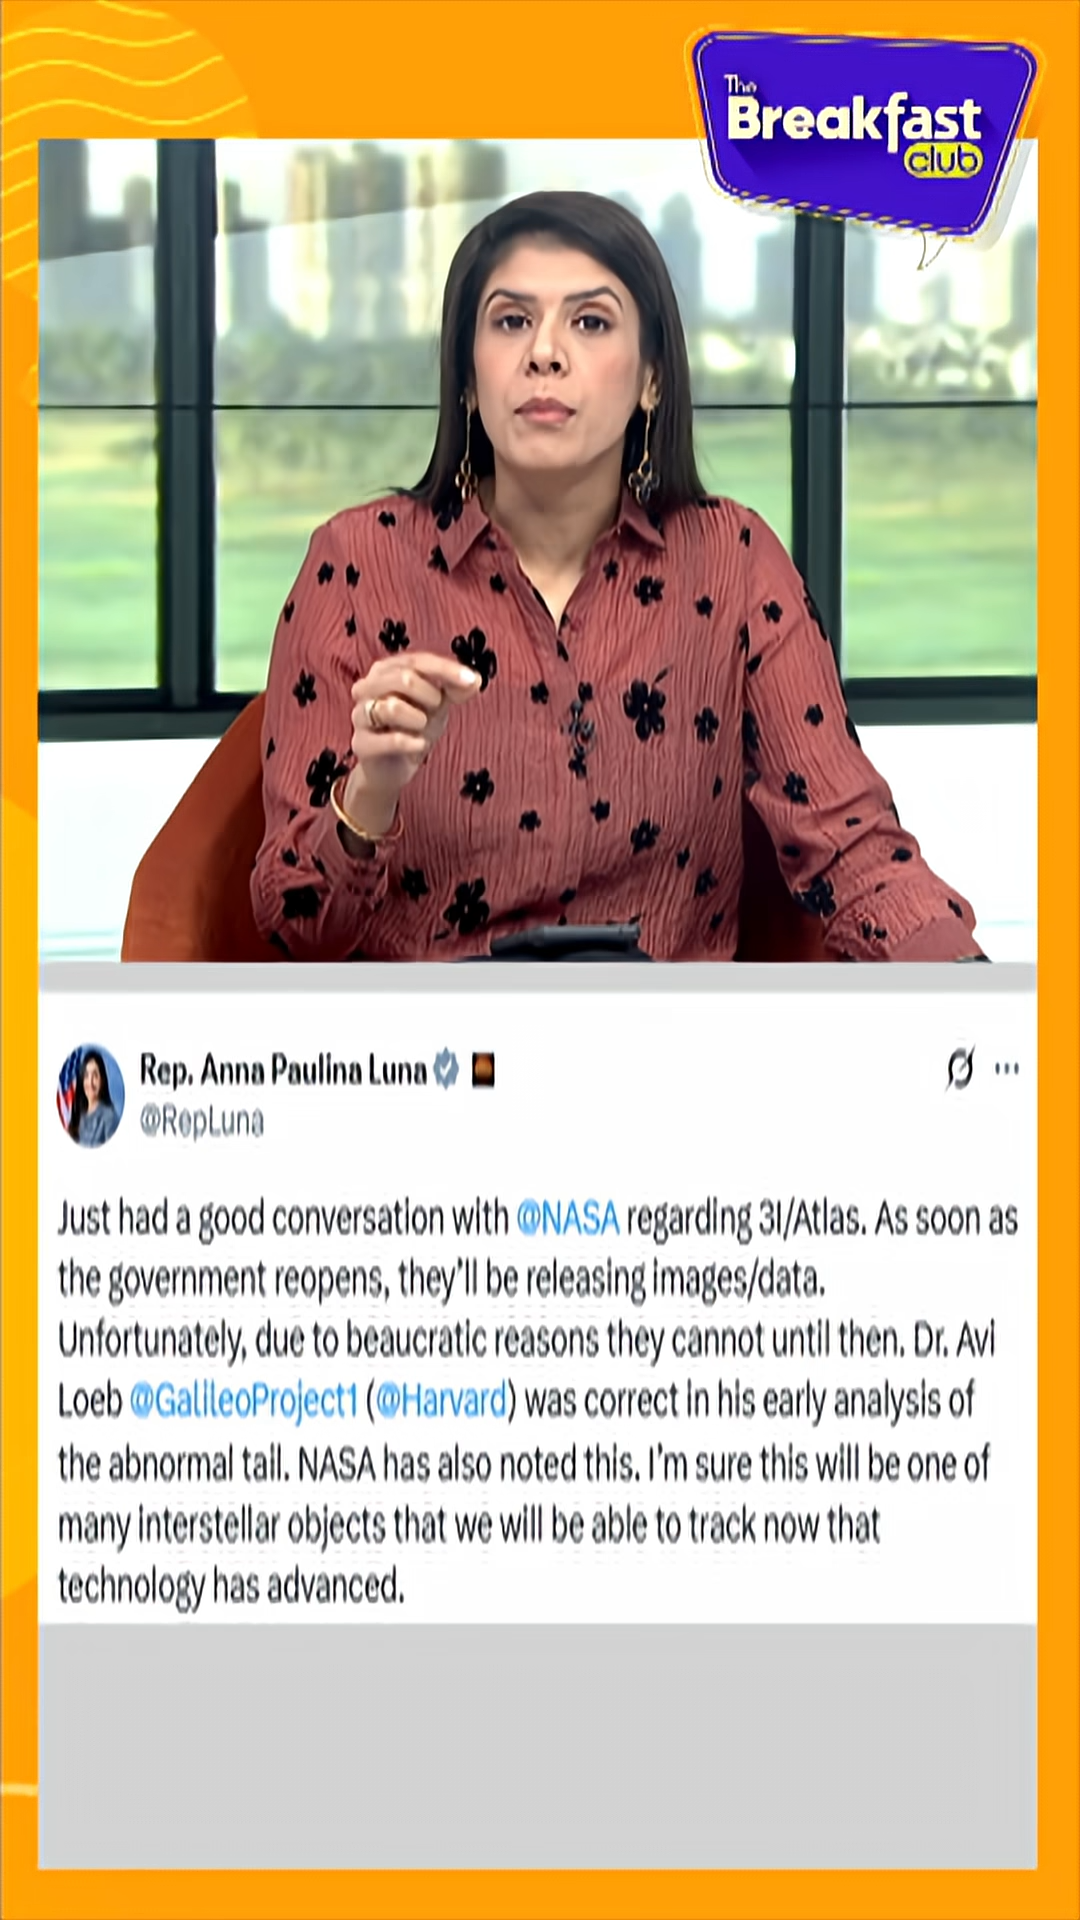 The
Breakfast
club
Rep. Anna Paulina Luna
@RepLuna
Just had a good conversation with @NASA regarding 3I/Atlas. As soon as
the government reopens, they'll be releasing images/data.
Unfortunately, due to beaucratic reasons they cannot until then. Dr. Avi
Loeb @GalileoProject1 (@Harvard) was correct in his early analysis of
the abnormal tail. NASA has also noted this. I'm sure this will be one of
many interstellar objects that we will be able to track now that
technology has advanced.